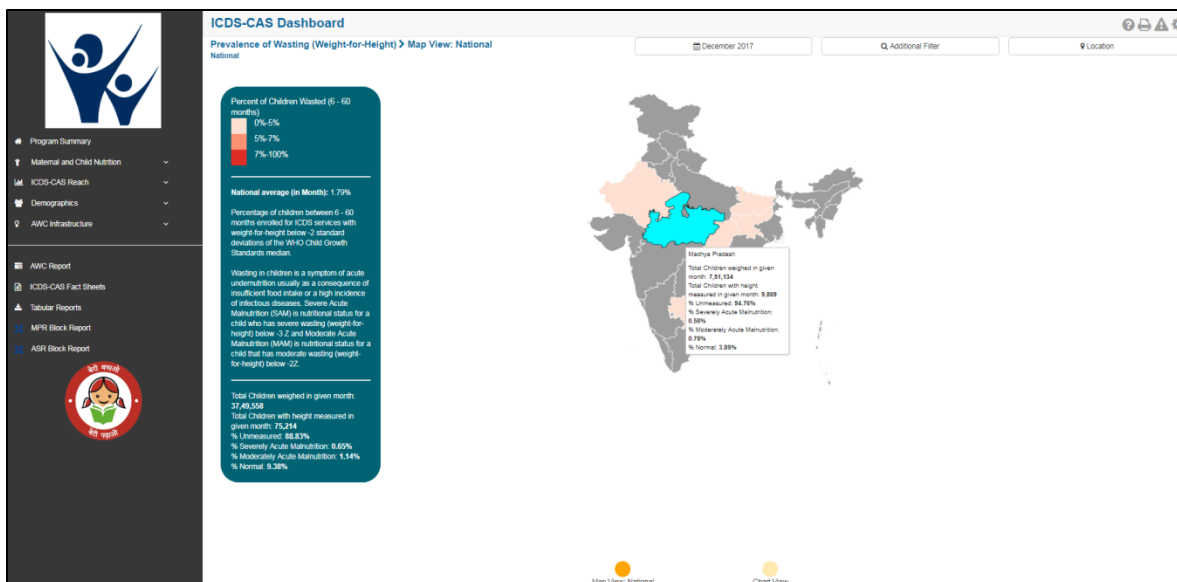 ICDS-CAS Dashboard
Prevalence of Wasting (Weight-for-Height) > Map View: National
National
December 2017
Additional Filter
Location
Program Summary
Maternal and Child Nutrition
ICDS-CAS Reach
Demographics
AWC Infrastructure
AWC Report
ICDS-CAS Fact Sheets
Tabular Reports
MPR Block Report
ASR Block Report
बेटी बचाओ
बेटी पढ़ाओ
Percent of Children Wasted (6 - 60
months)
0%-5%
5%-7%
7%-100%
National average (in Month): 1.79%
Percentage of children between 6 - 60
months enrolled for ICDS services with
weight-for-height below -2 standard
deviations of the WHO Child Growth
Standards median.
Wasting in children is a symptom of acute
undernutrition usually as a consequence of
insufficient food intake or a high incidence
of infectious diseases. Severe Acute
Malnutrition (SAM) is nutritional status for a
child who has severe wasting (weight-for-
height) below -3 Z and Moderate Acute
Malnutrition (MAM) is nutritional status for a
child that has moderate wasting (weight-
for-height) below -2Z.
Total Children weighed in given month:
37,49,558
Total Children with height measured in
given month: 75,214
% Unmeasured: 88.83%
% Severely Acute Malnutrition: 0.65%
% Moderately Acute Malnutrition: 1.14%
% Normal: 9.38%
Madhya Pradesh
Total Children weighed in given
month: 7,51,134
Total Children with height
measured in given month: 9,869
% Unmeasured: 94.76%
% Severely Acute Malnutrition:
0.58%
% Moderately Acute Malnutrition:
0.78%
% Normal: 3.89%
Map View: National
Chart View